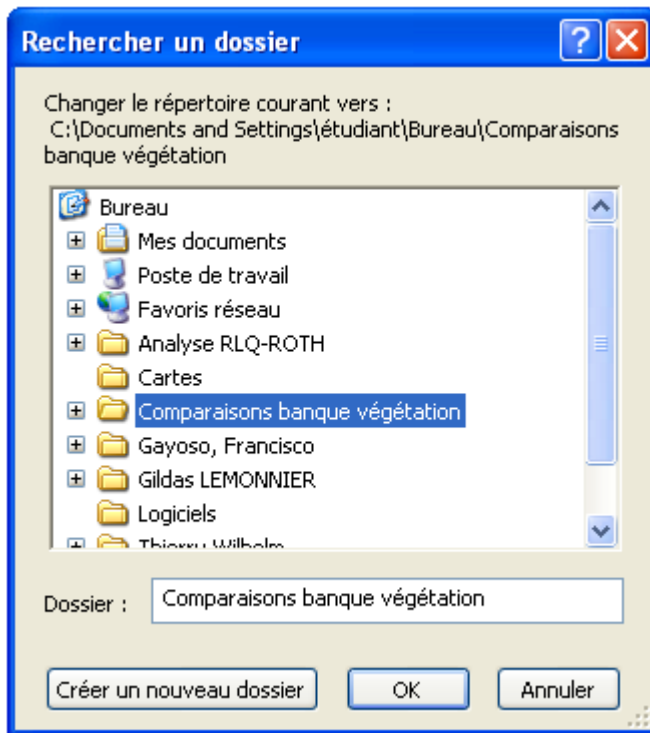 Rechercher un dossier
Changer le répertoire courant vers :
C:\Documents and Settings\étudiant\Bureau\Comparaisons
banque végétation
Bureau
Mes documents
Poste de travail
Favoris réseau
Analyse RLQ-ROTH
Cartes
Comparaisons banque végétation
Gayoso, Francisco
Gildas LEMONNIER
Logiciels
Thierry Wilhelm
Dossier : Comparaisons banque végétation
Créer un nouveau dossier OK Annuler